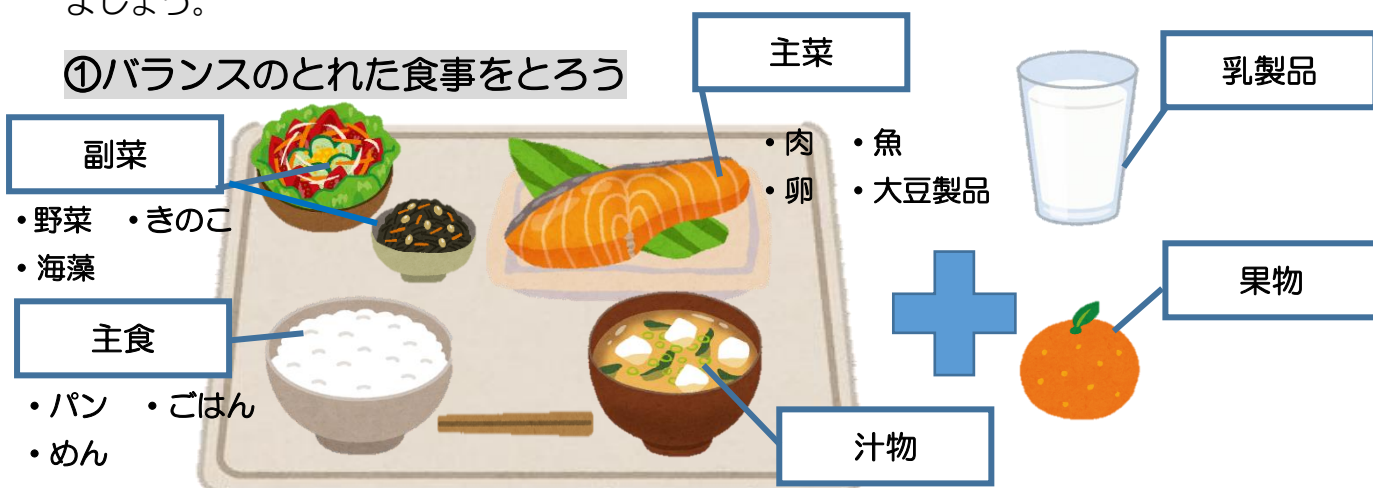 ましょう。
①バランスのとれた食事をとろう
主菜
・肉 ・魚
・卵 ・大豆製品
乳製品
副菜
・野菜 ・きのこ
・海藻
果物
主食
・パン ・ごはん
・めん
汁物